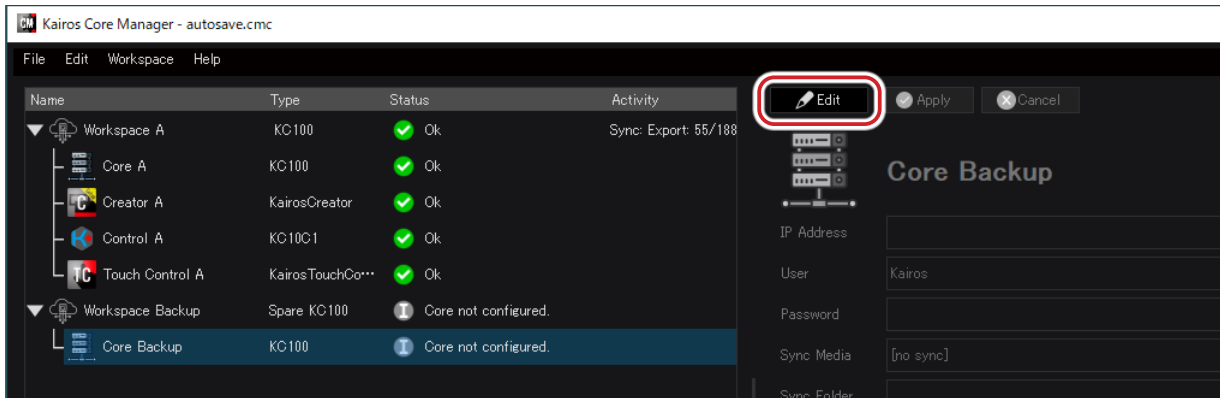 Kairos Core Manager - autosave.cmc
File Edit Workspace Help
Name Type Status Activity
Edit Apply Cancel
Workspace A KC100 Ok Sync: Export: 55/188
Core A KC100 Ok
Core Backup
Creator A KairosCreator Ok
Control A KC10C1 Ok
IP Address
Touch Control A KairosTouchCo··· Ok
User Kairos
Workspace Backup Spare KC100 Core not configured.
Password
Core Backup KC100 Core not configured.
Sync Media [no sync]
Sync Folder